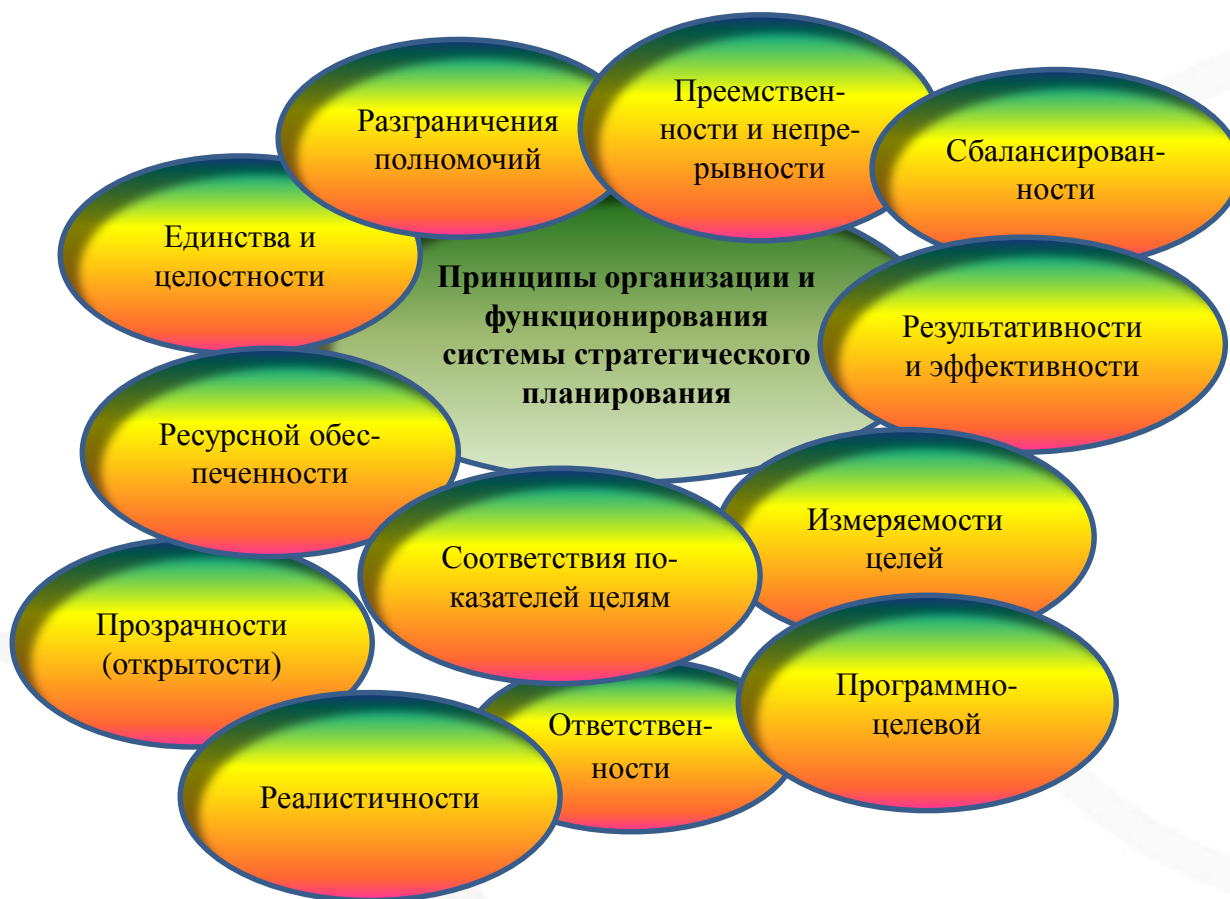 Разграничения
полномочий
Преемствен-
ности и непре-
рывности
Сбалансирован-
ности
Единства и
целостности
Принципы организации и
функционирования
системы стратегического
планирования
Результативности
и эффективности
Ресурсной обес-
печенности
Соответствия по-
казателей целям
Измеряемости
целей
Прозрачности
(открытости)
Программно-
целевой
Ответствен-
ности
Реалистичности